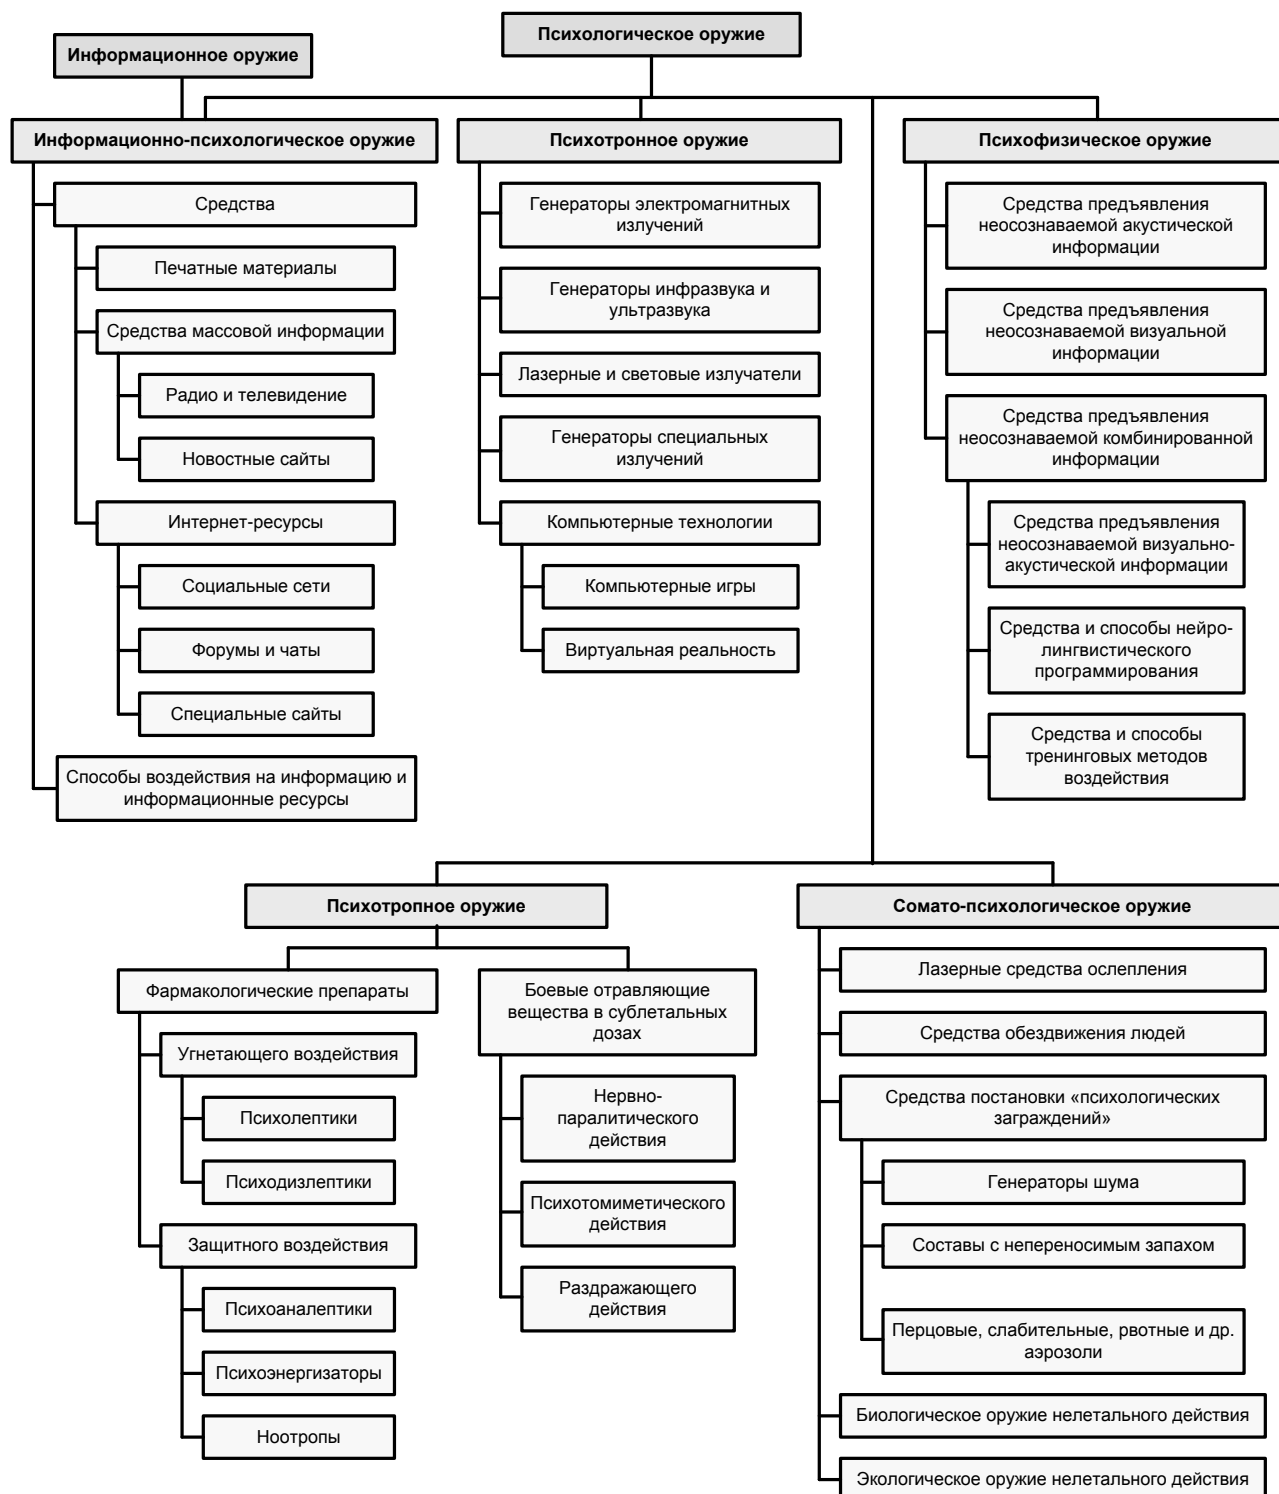 Психологическое оружие
Информационное оружие
Информационно-психологическое оружие
Средства
Печатные материалы
Средства массовой информации
Радио и телевидение
Новостные сайты
Интернет-ресурсы
Социальные сети
Форумы и чаты
Специальные сайты
Способы воздействия на информацию и
информационные ресурсы
Психотронное оружие
Генераторы электромагнитных
излучений
Генераторы инфразвука и
ультразвука
Лазерные и световые излучатели
Генераторы специальных
излучений
Компьютерные технологии
Компьютерные игры
Виртуальная реальность
Психофизическое оружие
Средства предъявления
неосознаваемой акустической
информации
Средства предъявления
неосознаваемой визуальной
информации
Средства предъявления
неосознаваемой комбинированной
информации
Средства предъявления
неосознаваемой визуально-
акустической информации
Средства и способы нейро-
лингвистического
программирования
Средства и способы
тренинговых методов
воздействия
Психотропное оружие
Фармакологические препараты
Угнетающего воздействия
Психолептики
Психодизлептики
Защитного воздействия
Психоаналептики
Психоэнергизаторы
Ноотропы
Боевые отравляющие
вещества в сублетальных
дозах
Нервно-
паралитического
действия
Психотомиметического
действия
Раздражающего
действия
Сомато-психологическое оружие
Лазерные средства ослепления
Средства обездвижения людей
Средства постановки «психологических
заграждений»
Генераторы шума
Составы с непереносимым запахом
Перцовые, слабительные, рвотные и др.
аэрозоли
Биологическое оружие нелетального действия
Экологическое оружие нелетального действия